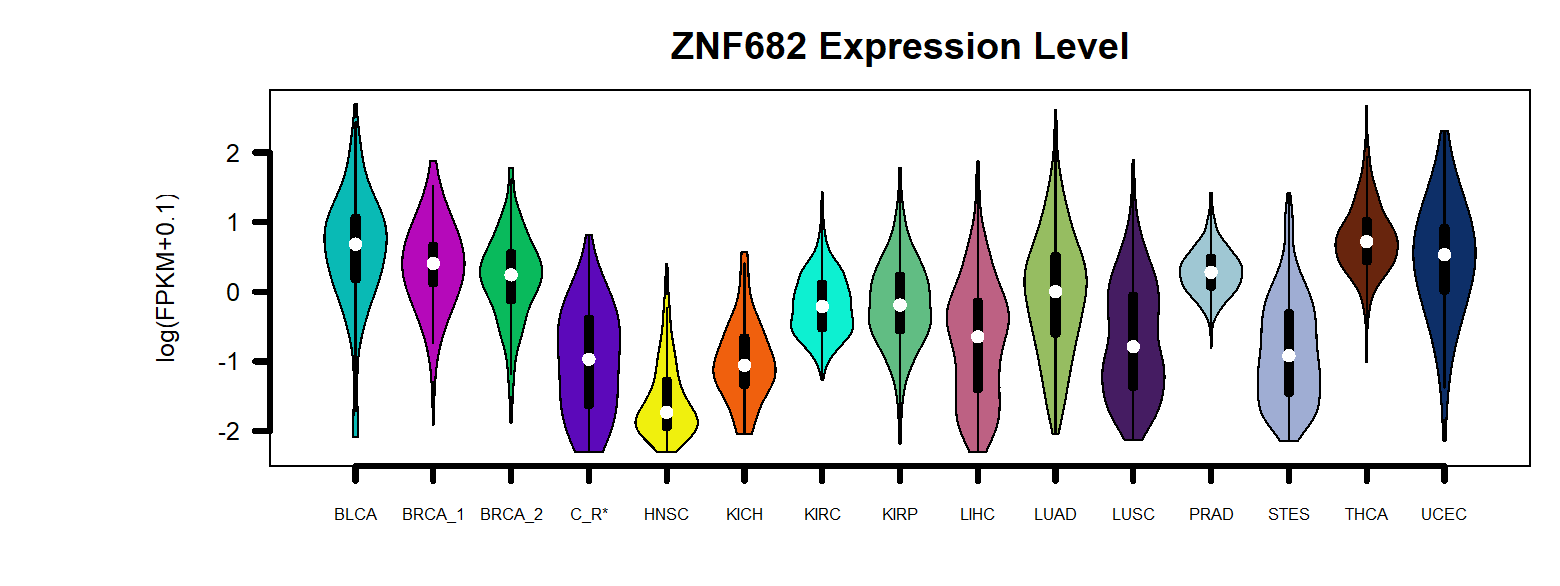 ZNF682 Expression Level
log(FPKM+0.1)
2
1
0
-1
-2
BLCA BRCA_1 BRCA_2 C_R* HNSC KICH KIRC KIRP LIHC LUAD LUSC PRAD STES THCA UCEC